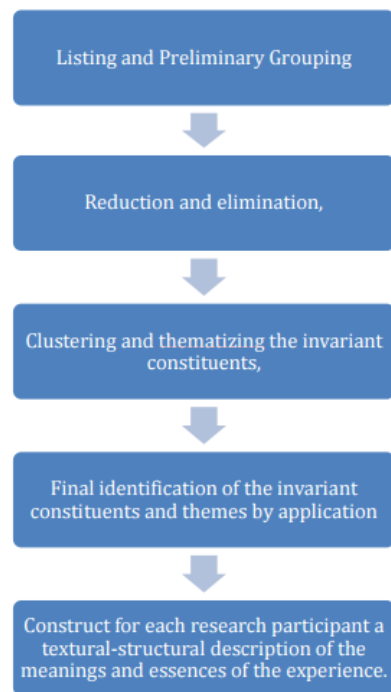 Listing and Preliminary Grouping
Reduction and elimination,
Clustering and thematizing the invariant
constituents,
Final identification of the invariant
constituents and themes by application
Construct for each research participant a
textural-structural description of the
meanings and essences of the experience.